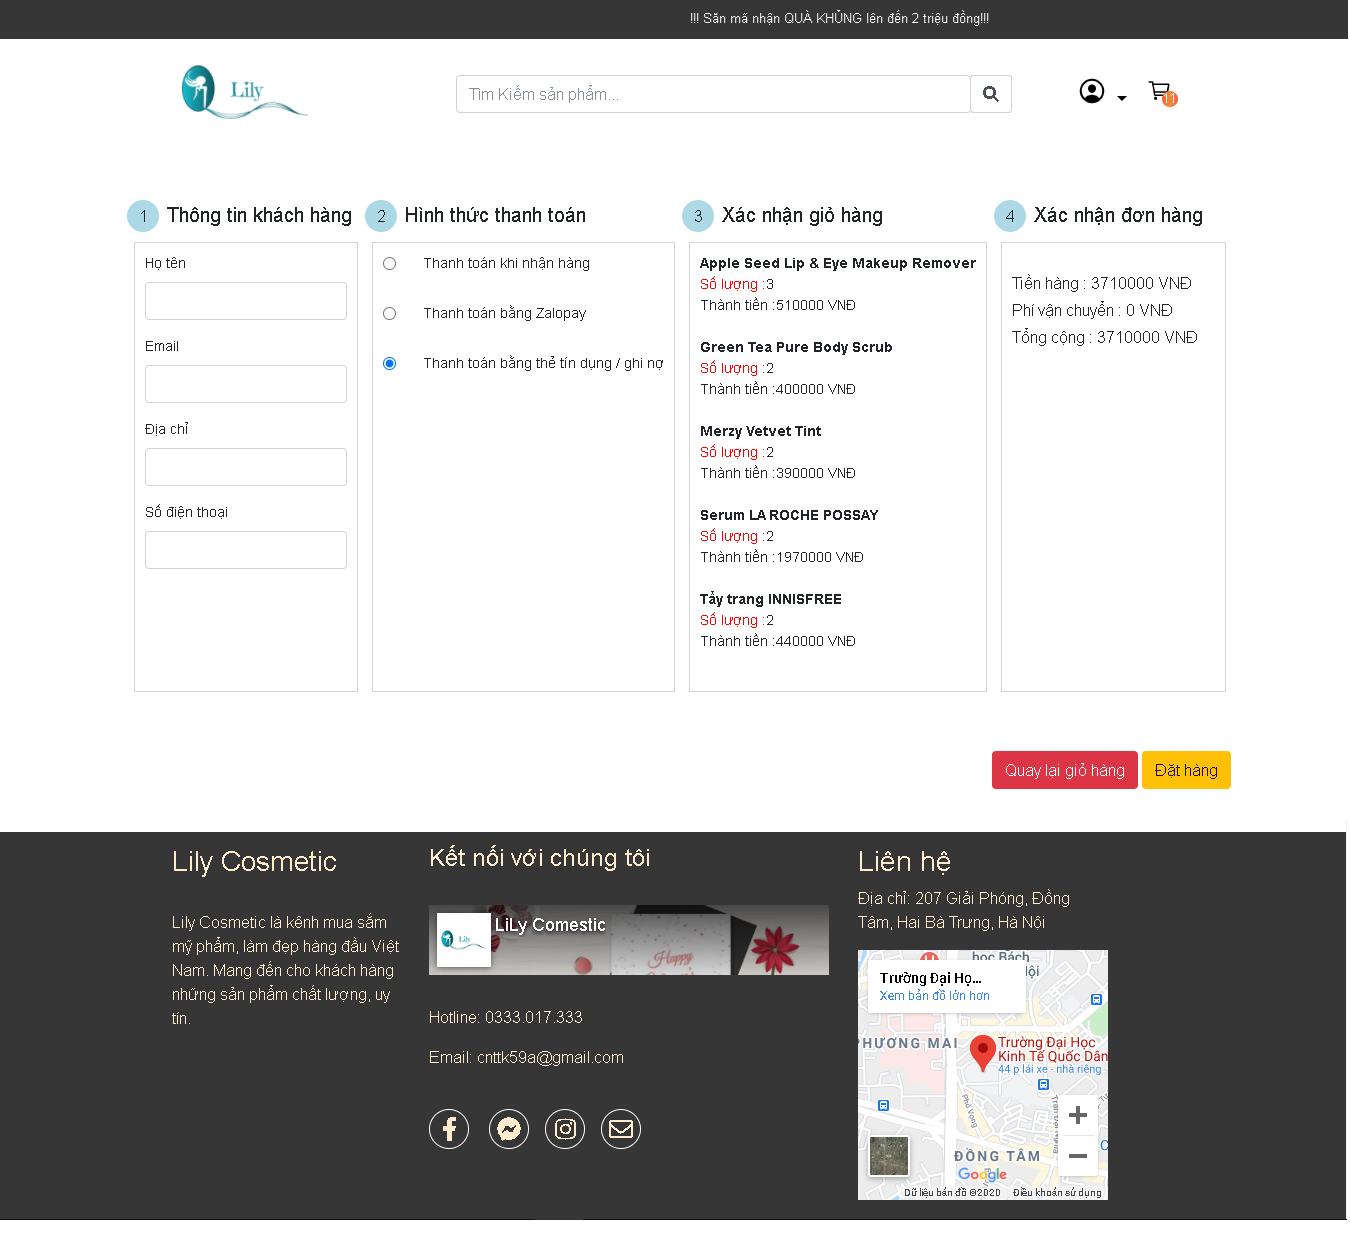 !!! Săn mã nhận QUÀ KHỦNG lên đến 2 triệu đồng!!!
Lily
Tìm Kiếm sản phẩm...
11
1 Thông tin khách hàng
Họ tên
Email
Địa chỉ
Số điện thoại
2 Hình thức thanh toán
Thanh toán khi nhận hàng
Thanh toán bằng Zalopay
Thanh toán bằng thẻ tín dụng / ghi nợ
3 Xác nhận giỏ hàng
Apple Seed Lip & Eye Makeup Remover
Số lượng :3
Thành tiền :510000 VNĐ
Green Tea Pure Body Scrub
Số lượng :2
Thành tiền :400000 VNĐ
Merzy Vetvet Tint
Số lượng :2
Thành tiền :390000 VNĐ
Serum LA ROCHE POSSAY
Số lượng :2
Thành tiền :1970000 VNĐ
Tẩy trang INNISFREE
Số lượng :2
Thành tiền :440000 VNĐ
4 Xác nhận đơn hàng
Tiền hàng : 3710000 VNĐ
Phí vận chuyển : 0 VNĐ
Tổng cộng : 3710000 VNĐ
Quay lại giỏ hàng
Đặt hàng
Lily Cosmetic
Lily Cosmetic là kênh mua sắm
mỹ phẩm, làm đẹp hàng đầu Việt
Nam. Mang đến cho khách hàng
những sản phẩm chất lượng, uy
tín.
Kết nối với chúng tôi
Lily
LiLy Comestic
Happy
Hotline: 0333.017.333
Email: cnttk59a@gmail.com
Liên hệ
Địa chỉ: 207 Giải Phóng, Đồng
Tâm, Hai Bà Trưng, Hà Nội
học Bách
Trường Đại Họ...
Xem bản đồ lớn hơn
PHƯƠNG MAI
Trường Đại Học
Kinh Tế Quốc Dân
44 p lái xe - nhà riêng
Phố Vọng
ĐỒNG TÂM
Google
Dữ liệu bản đồ ©2020
Điều khoản sử dụng